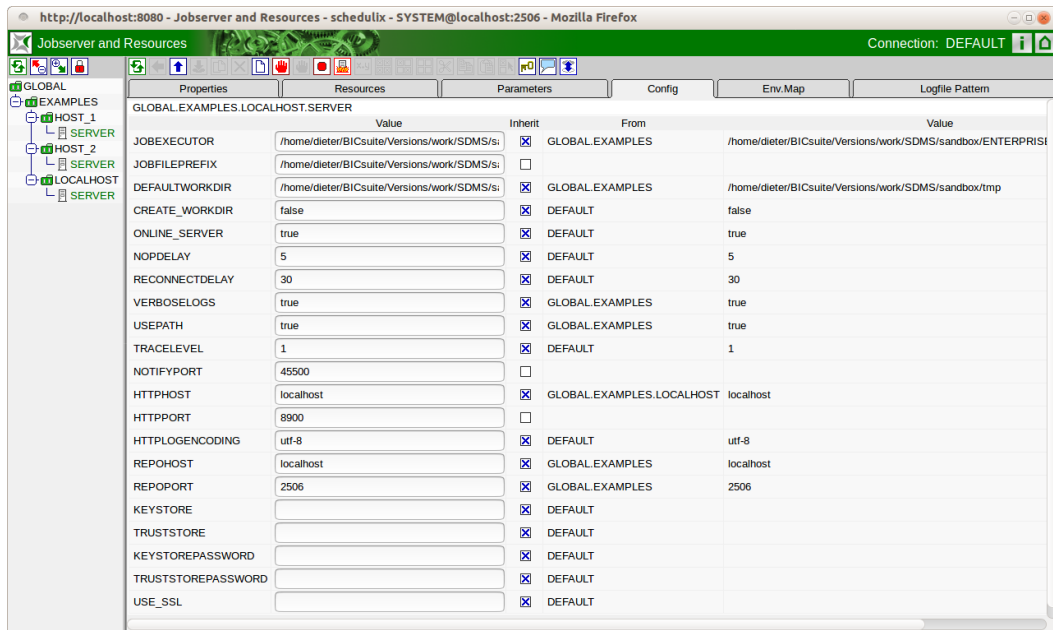 http://localhost:8080 - Jobserver and Resources - schedulix - SYSTEM@localhost:2506 - Mozilla Firefox
Jobserver and Resources
Connection: DEFAULT
GLOBAL
EXAMPLES
HOST_1
SERVER
HOST_2
SERVER
LOCALHOST
SERVER
Properties Resources Parameters Config Env.Map Logfile Pattern
GLOBAL.EXAMPLES.LOCALHOST.SERVER
Value Inherit From Value
JOBEXECUTOR /home/dieter/BICsuite/Versions/work/SDMS/sa GLOBAL.EXAMPLES /home/dieter/BICsuite/Versions/work/SDMS/sandbox/ENTERPRISE
JOBFILEPREFIX /home/dieter/BICsuite/Versions/work/SDMS/sa
DEFAULTWORKDIR /home/dieter/BICsuite/Versions/work/SDMS/sa GLOBAL.EXAMPLES /home/dieter/BICsuite/Versions/work/SDMS/sandbox/tmp
CREATE_WORKDIR false DEFAULT false
ONLINE_SERVER true DEFAULT true
NOPDELAY 5 DEFAULT 5
RECONNECTDELAY 30 DEFAULT 30
VERBOSELOGS true GLOBAL.EXAMPLES true
USEPATH true GLOBAL.EXAMPLES true
TRACELEVEL 1 DEFAULT 1
NOTIFYPORT 45500
HTTPHOST localhost GLOBAL.EXAMPLES.LOCALHOST localhost
HTTPPORT 8900
HTTPLOGENCODING utf-8 DEFAULT utf-8
REPOHOST localhost GLOBAL.EXAMPLES localhost
REPOPORT 2506 GLOBAL.EXAMPLES 2506
KEYSTORE DEFAULT
TRUSTSTORE DEFAULT
KEYSTOREPASSWORD DEFAULT
TRUSTSTOREPASSWORD DEFAULT
USE_SSL DEFAULT